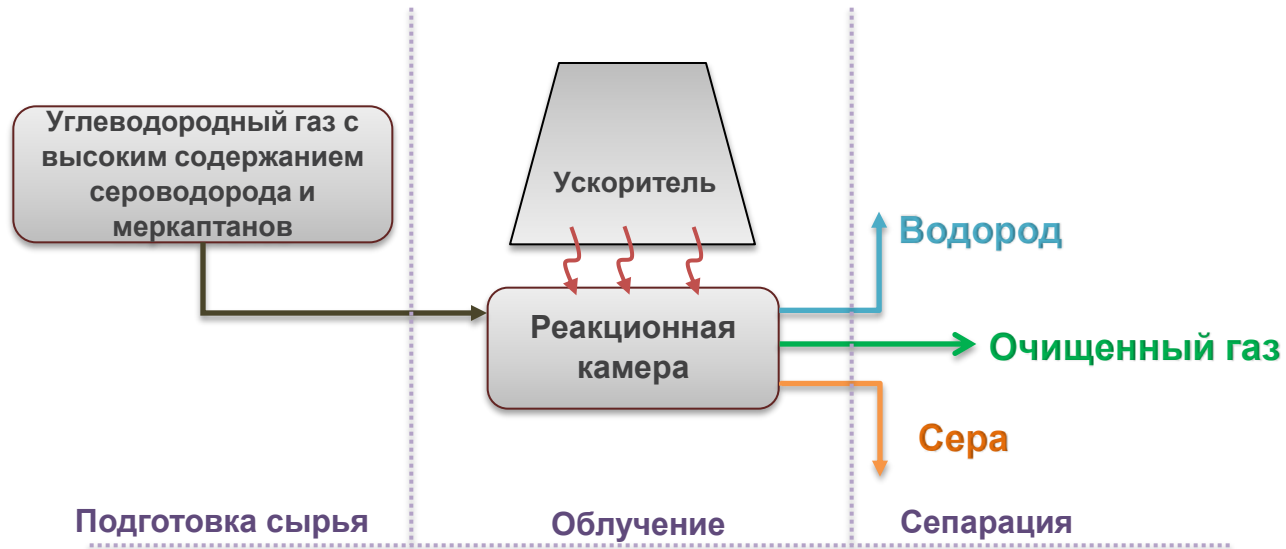 Углеводородный газ с
высоким содержанием
сероводорода и
меркаптанов
Ускоритель
Реакционная
камера
Водород
Очищенный газ
Сера
Подготовка сырья
Облучение
Сепарация